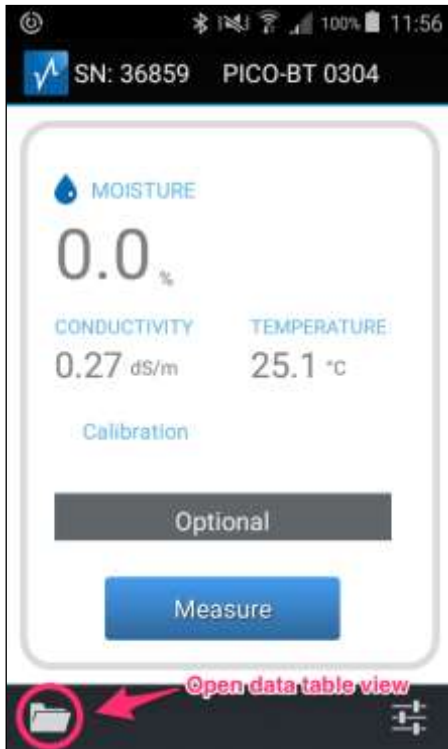 100% 11:56
SN: 36859 PICO-BT 0304
MOISTURE
0.0 %
CONDUCTIVITY TEMPERATURE
0.27 dS/m 25.1 °C
Calibration
Optional
Measure
Open data table view